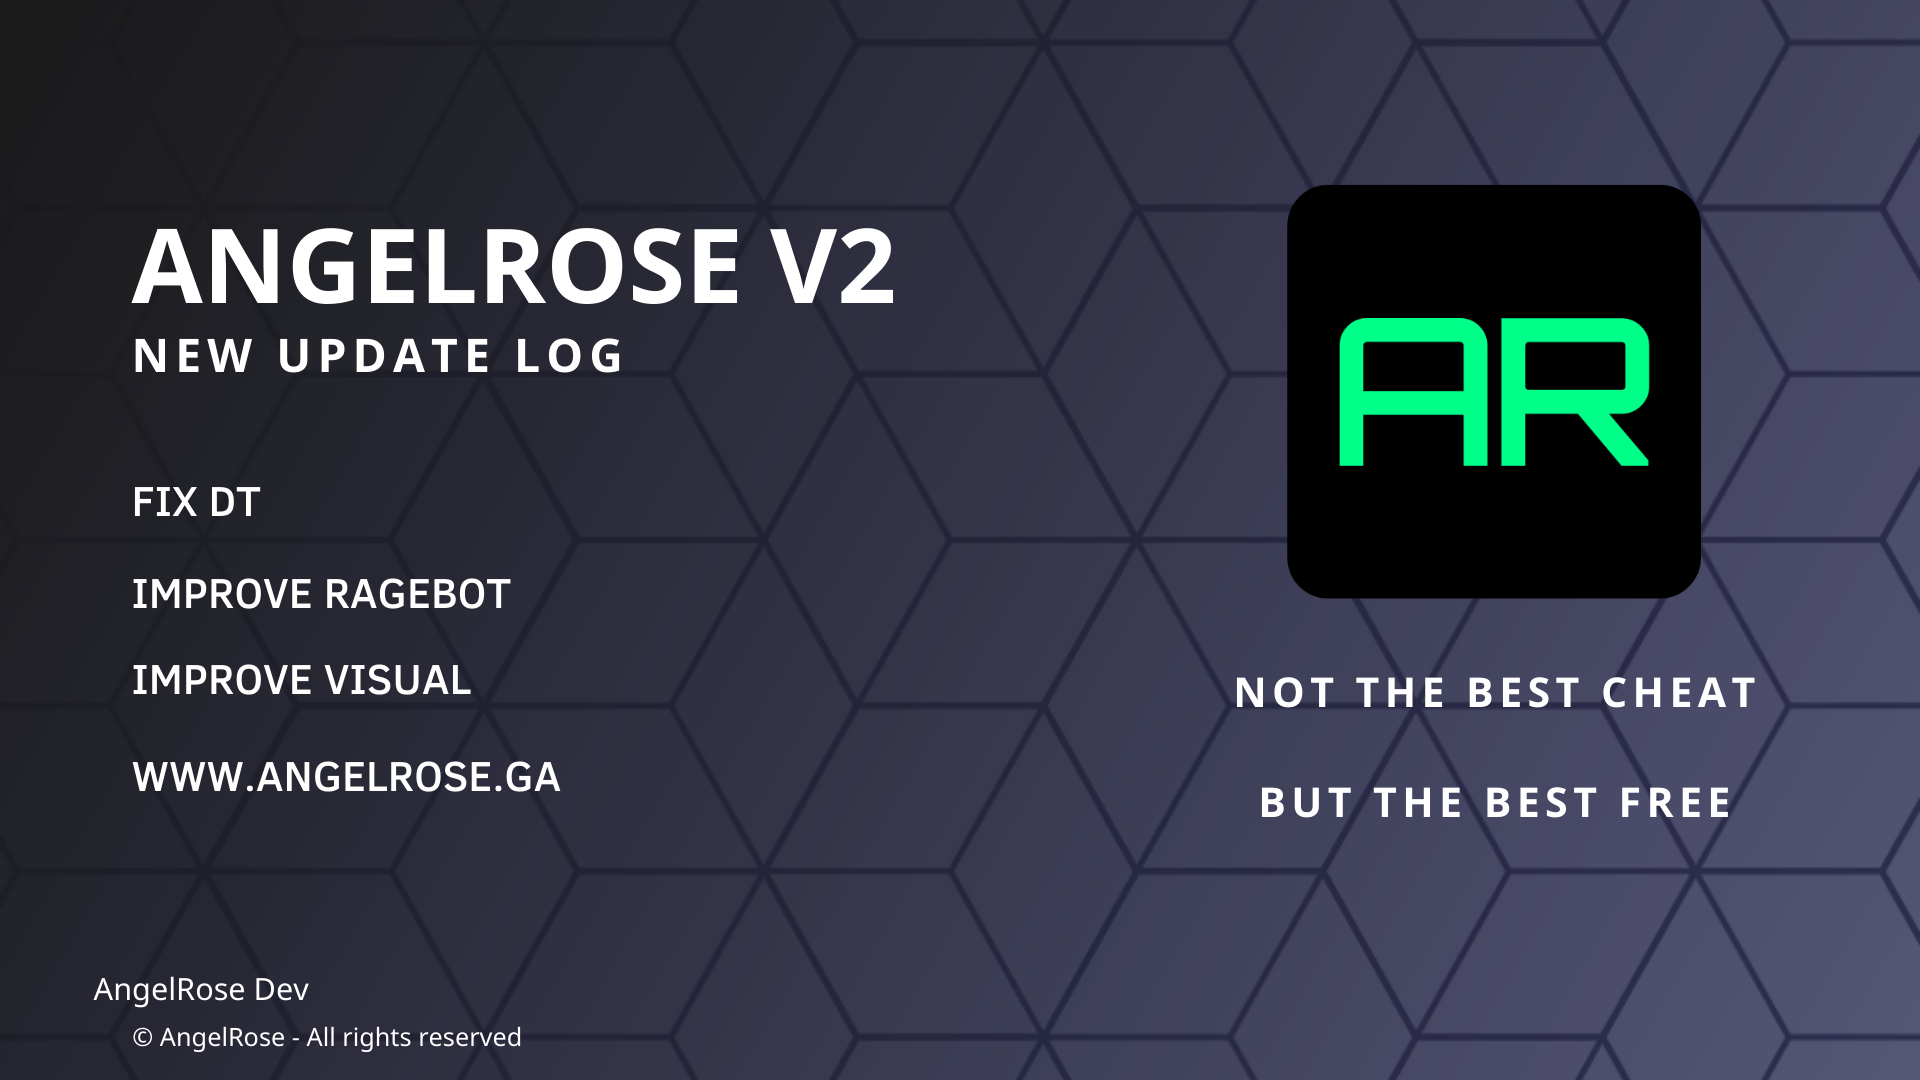 ANGELROSE V2
NEW UPDATE LOG
FIX DT
IMPROVE RAGEBOT
IMPROVE VISUAL
WWW.ANGELROSE.GA
AR
NOT THE BEST CHEAT
BUT THE BEST FREE
AngelRose Dev
© AngelRose - All rights reserved